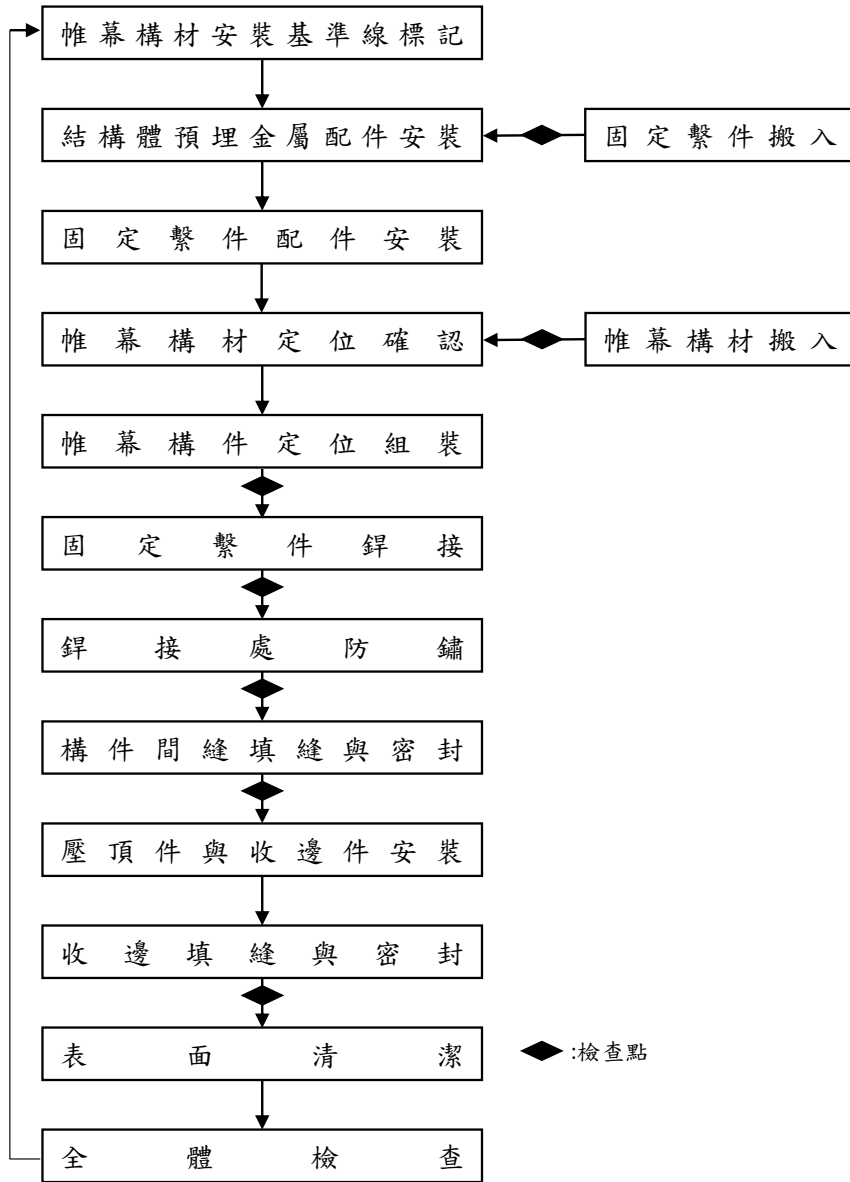 帷幕構材安裝基準線標記
結構體預埋金屬配件安裝
固定繫件搬入
固定繫件配件安裝
帷幕構材定位確認
帷幕構材搬入
帷幕構件定位組裝
固定繫件銲接
銲接處防鏽
構件間縫填縫與密封
壓頂件與收邊件安裝
收邊填縫與密封
表面清潔
:檢查點
全體檢查